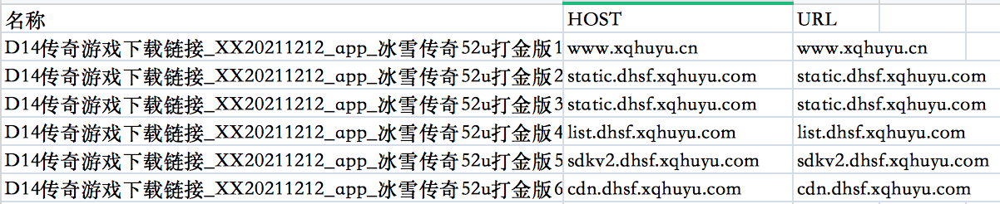 名称 HOST URL
D14传奇游戏下载链接_XX20211212_app_冰雪传奇52u打金版1 www.xqhuyu.cn www.xqhuyu.cn
D14传奇游戏下载链接_XX20211212_app_冰雪传奇52u打金版2 static.dhsf.xqhuyu.com static.dhsf.xqhuyu.com
D14传奇游戏下载链接_XX20211212_app_冰雪传奇52u打金版3 static.dhsf.xqhuyu.com static.dhsf.xqhuyu.com
D14传奇游戏下载链接_XX20211212_app_冰雪传奇52u打金版4 list.dhsf.xqhuyu.com list.dhsf.xqhuyu.com
D14传奇游戏下载链接_XX20211212_app_冰雪传奇52u打金版5 sdkv2.dhsf.xqhuyu.com sdkv2.dhsf.xqhuyu.com
D14传奇游戏下载链接_XX20211212_app_冰雪传奇52u打金版6 cdn.dhsf.xqhuyu.com cdn.dhsf.xqhuyu.com